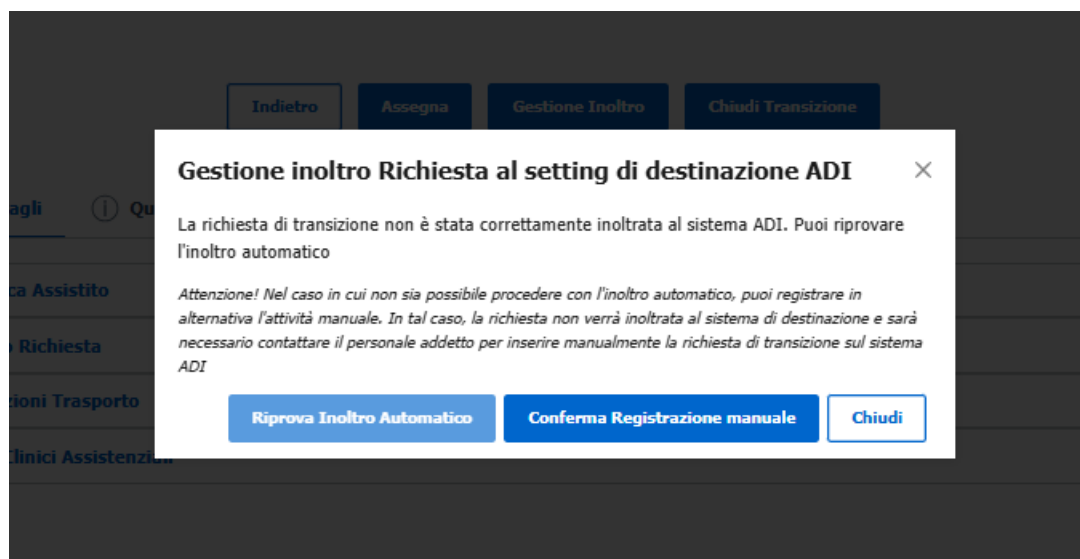 Indietro
Assegna
Gestione Inoltro
Chiudi Transizione
Gestione inoltro Richiesta al setting di destinazione ADI
agli
Qu
La richiesta di transizione non è stata correttamente inoltrata al sistema ADI. Puoi riprovare
l'inoltro automatico
ca Assistito
Attenzione! Nel caso in cui non sia possibile procedere con l'inoltro automatico, puoi registrare in
alternativa l'attività manuale. In tal caso, la richiesta non verrà inoltrata al sistema di destinazione e sarà
necessario contattare il personale addetto per inserire manualmente la richiesta di transizione sul sistema
ADI
Richiesta
zioni Trasporto
Riprova Inoltro Automatico
Conferma Registrazione manuale
Chiudi
Clinici Assistenziali